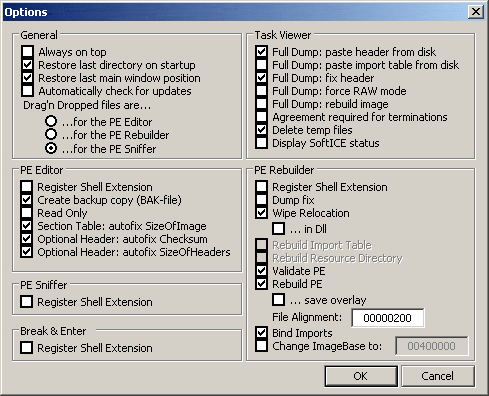 Options
General
Always on top
Restore last directory on startup
Restore last main window position
Automatically check for updates
Drag'n Dropped files are...
...for the PE Editor
...for the PE Rebuilder
...for the PE Sniffer
Task Viewer
Full Dump: paste header from disk
Full Dump: paste import table from disk
Full Dump: fix header
Full Dump: force RAW mode
Full Dump: rebuild image
Agreement required for terminations
Delete temp files
Display SoftICE status
PE Editor
Register Shell Extension
Create backup copy (BAK-file)
Read Only
Section Table: autofix SizeOfImage
Optional Header: autofix Checksum
Optional Header: autofix SizeOfHeaders
PE Sniffer
Register Shell Extension
Break & Enter
Register Shell Extension
PE Rebuilder
Register Shell Extension
Dump fix
Wipe Relocation
... in Dll
Rebuild Import Table
Rebuild Resource Directory
Validate PE
Rebuild PE
... save overlay
File Alignment: 00000200
Bind Imports
Change ImageBase to: 00400000
OK
Cancel